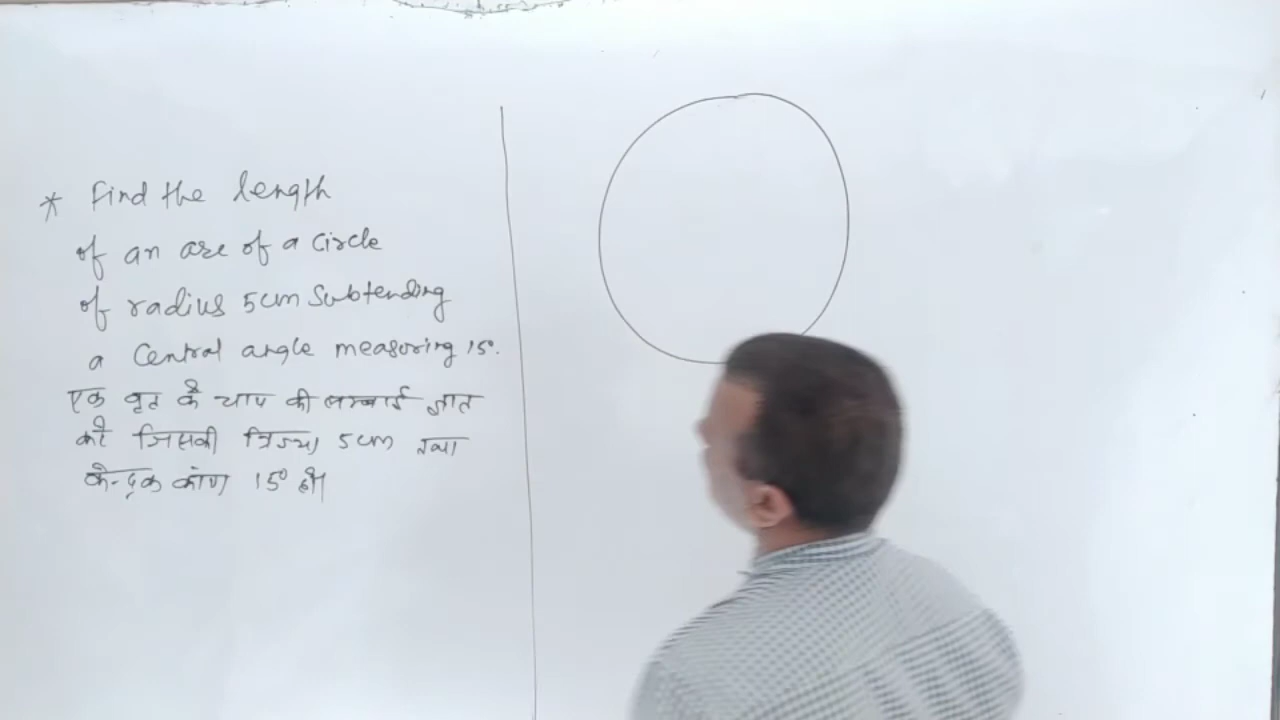 * Find the length
of an arc of a circle
of radius 5cm Subtending
a Central angle measuring 15°.
एक वृत के चाप की लम्बाई ज्ञात
करें जिसकी त्रिज्या 5cm तथा
केन्द्रक कोण 15° हो।